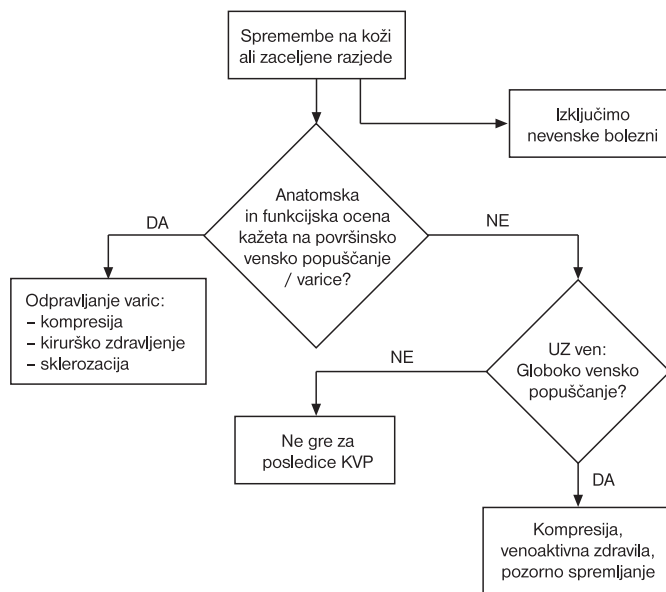 Spremembe na koži
ali zaceljene razjede
Izključimo
nevenske bolezni
Anatomska
in funkcijska ocena
kažeta na površinsko
vensko popuščanje
/ varice?
DA
NE
Odpravljanje varic:
– kompresija
– kirurško zdravljenje
– sklerozacija
UZ ven:
Globoko vensko
popuščanje?
NE
Ne gre za
posledice KVP
DA
Kompresija,
venoaktivna zdravila,
pozorno spremljanje